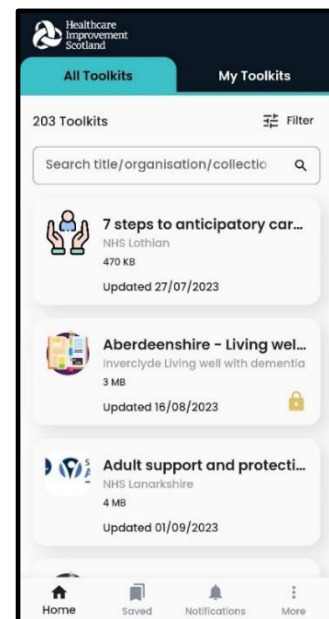 Healthcare
Improvement
Scotland
All Toolkits
My Toolkits
203 Toolkits
Filter
Search title/organisation/collectio
7 steps to anticipatory car...
NHS Lothian
470 KB
Updated 27/07/2023
Aberdeenshire - Living wel...
Inverclyde Living well with dementia
3 MB
Updated 16/08/2023
Adult support and protecti...
NHS Lanarkshire
4 MB
Updated 01/09/2023
Home
Saved
Notifications
More